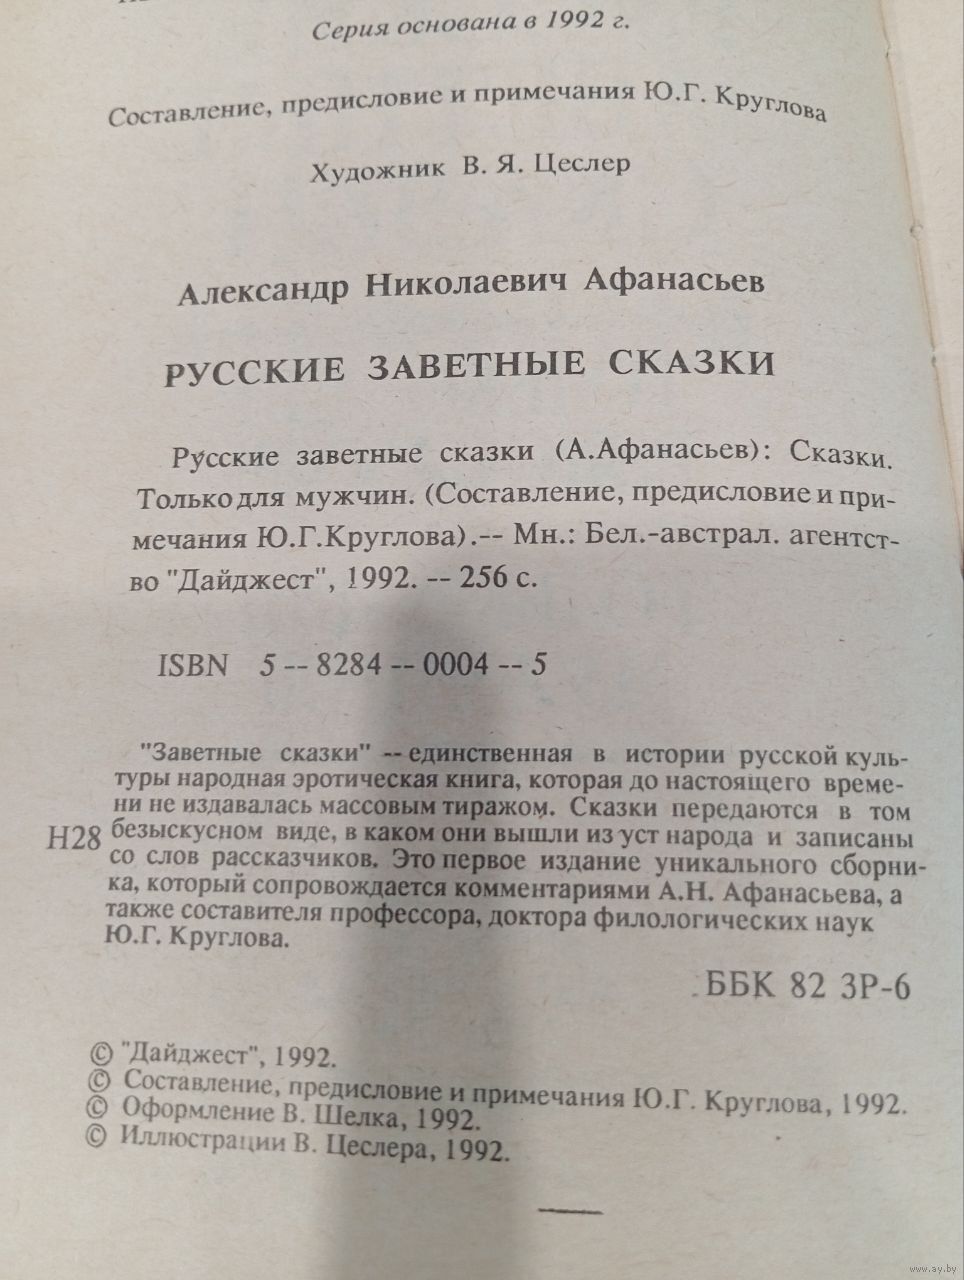 Серия основана в 1992 г.
Составление, предисловие и примечания Ю.Г. Круглова
Художник В. Я. Цеслер
Александр Николаевич Афанасьев
РУССКИЕ ЗАВЕТНЫЕ СКАЗКИ
Русские заветные сказки (А.Афанасьев): Сказки.
Только для мужчин. (Составление, предисловие и при-
мечания Ю.Г.Круглова).-- Мн.: Бел.-австрал. агентст-
во "Дайджест", 1992. -- 256 с.
ISBN 5 -- 8284 -- 0004 -- 5
"Заветные сказки" -- единственная в истории русской куль-
туры народная эротическая книга, которая до настоящего време-
ни не издавалась массовым тиражом. Сказки передаются в том
Н28 безыскусном виде, в каком они вышли из уст народа и записаны
со слов рассказчиков. Это первое издание уникального сборни-
ка, который сопровождается комментариями А.Н. Афанасьева, а
также составителя профессора, доктора филологических наук
Ю.Г. Круглова.
ББК 82 3Р-6
© "Дайджест", 1992.
© Составление, предисловие и примечания Ю.Г. Круглова, 1992.
© Оформление В. Шелка, 1992.
© Иллюстрации В. Цеслера, 1992.
www.ay.by